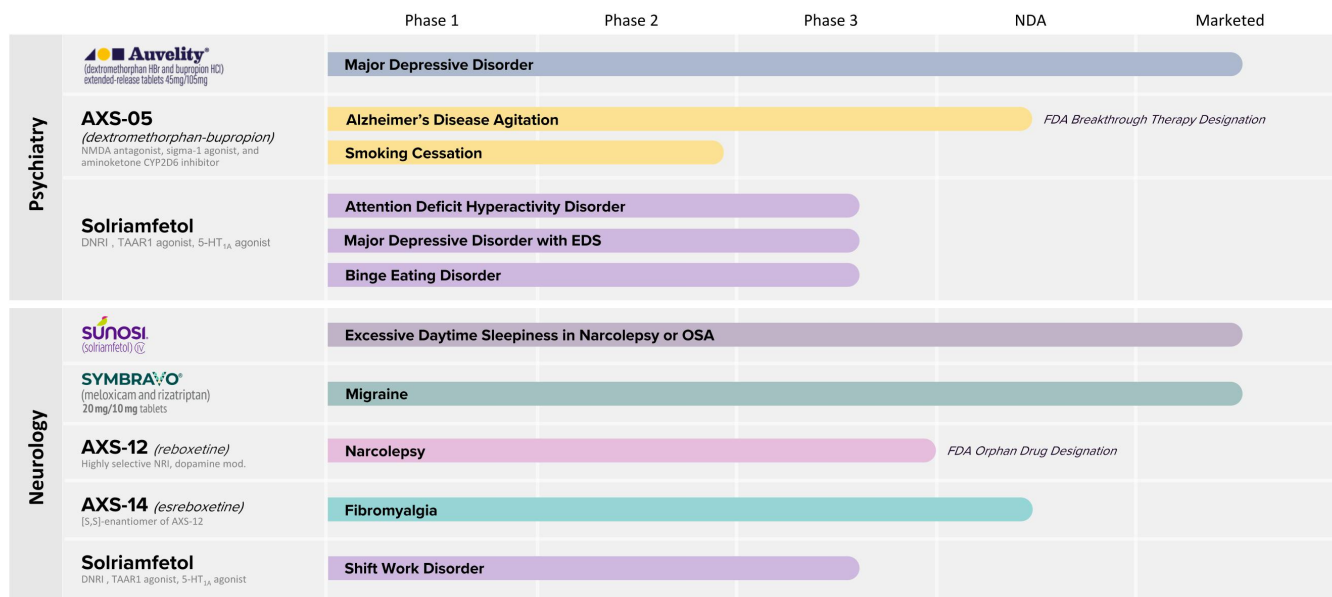 Phase 1 Phase 2 Phase 3 NDA Marketed
Psychiatry
Auvelity®
(dextromethorphan HBr and bupropion HCl)
extended-release tablets 45mg/105mg
Major Depressive Disorder
AXS-05
(dextromethorphan-bupropion)
NMDA antagonist, sigma-1 agonist, and
aminoketone CYP2D6 inhibitor
Alzheimer's Disease Agitation
FDA Breakthrough Therapy Designation
Smoking Cessation
Solriamfetol
DNRI , TAAR1 agonist, 5-HT1A agonist
Attention Deficit Hyperactivity Disorder
Major Depressive Disorder with EDS
Binge Eating Disorder
Neurology
SUNOSI
(solriamfetol) CIV
Excessive Daytime Sleepiness in Narcolepsy or OSA
SYMBRAVO®
(meloxicam and rizatriptan)
20 mg/10 mg tablets
Migraine
AXS-12 (reboxetine)
Highly selective NRI, dopamine mod.
Narcolepsy
FDA Orphan Drug Designation
AXS-14 (esreboxetine)
[S,S]-enantiomer of AXS-12
Fibromyalgia
Solriamfetol
DNRI , TAAR1 agonist, 5-HT1A agonist
Shift Work Disorder